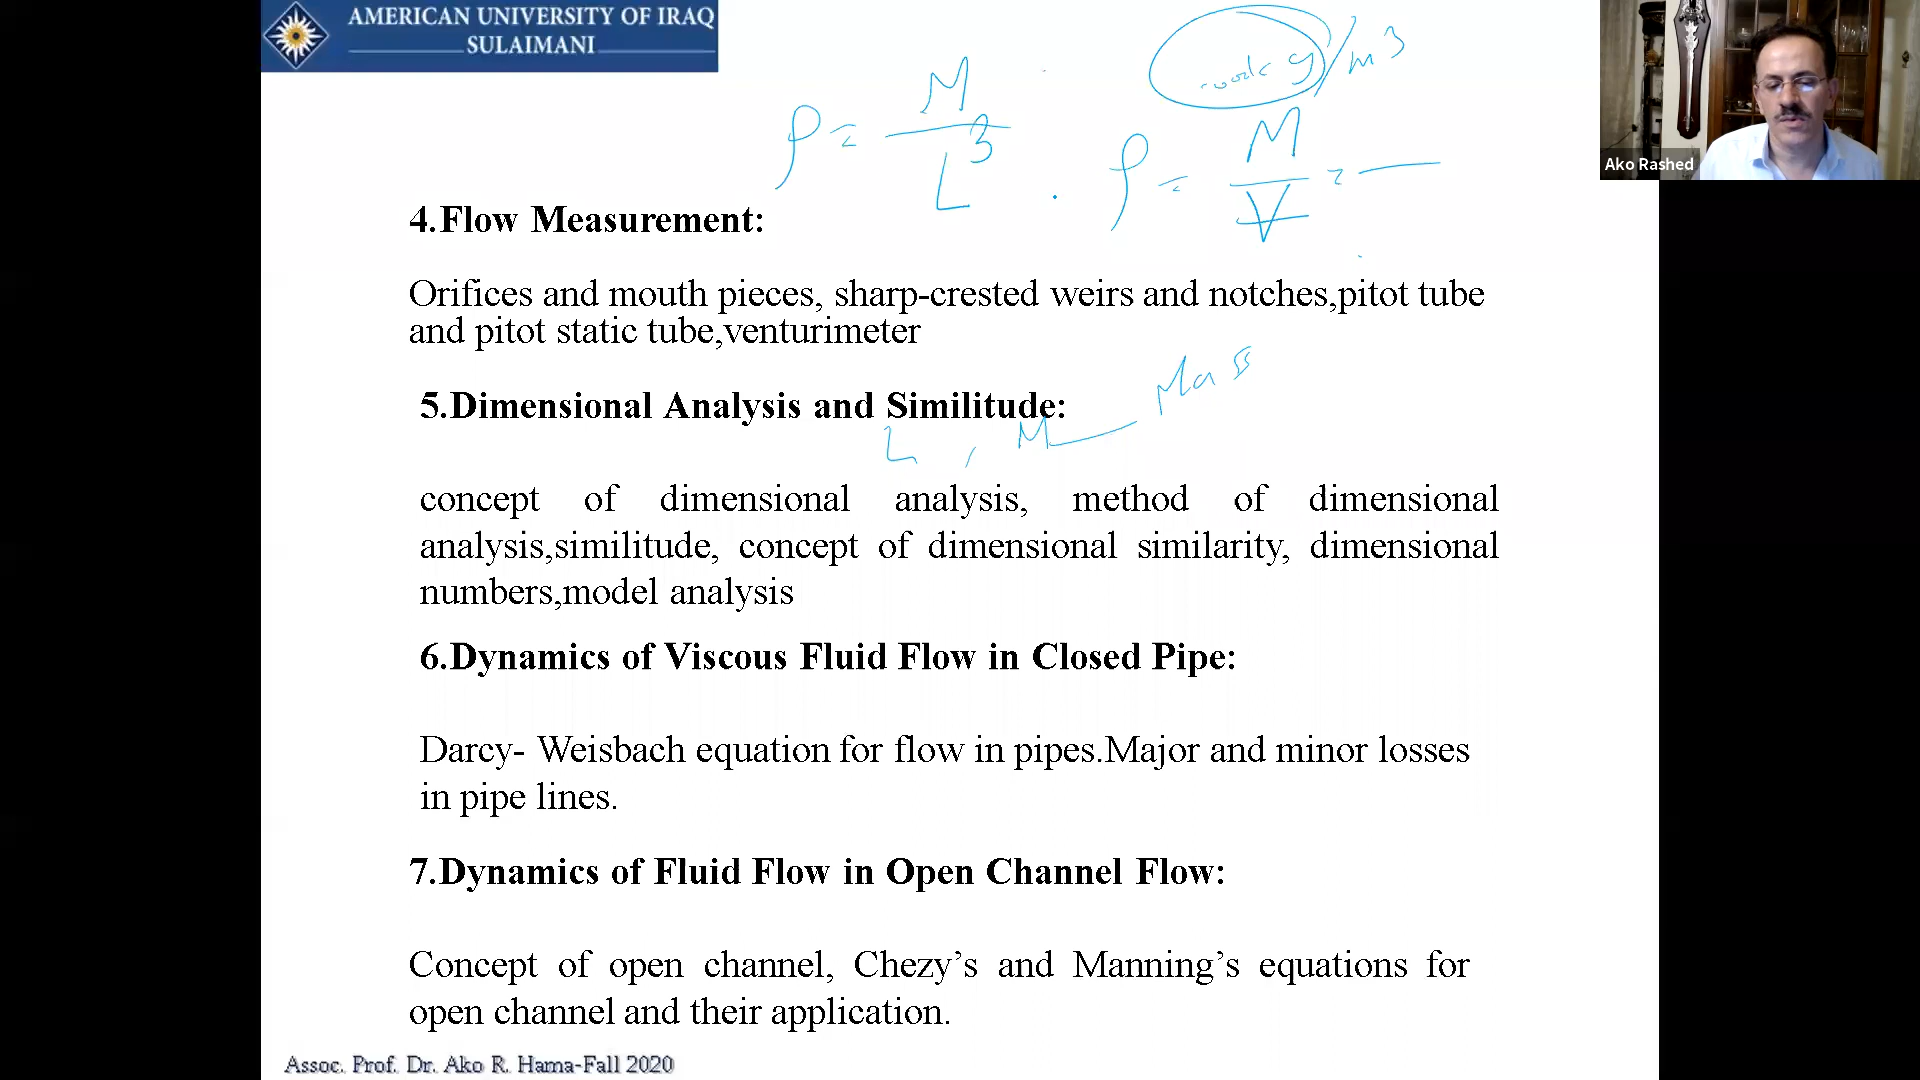 AMERICAN UNIVERSITY OF IRAQ
SULAIMANI
ρ = M / L3
kg/m3
ρ = M / V =
Ako Rashed
4.Flow Measurement:
Orifices and mouth pieces, sharp-crested weirs and notches,pitot tube
and pitot static tube,venturimeter
Mass
5.Dimensional Analysis and Similitude:
L , M
concept of dimensional analysis, method of dimensional
analysis,similitude, concept of dimensional similarity, dimensional
numbers,model analysis
6.Dynamics of Viscous Fluid Flow in Closed Pipe:
Darcy- Weisbach equation for flow in pipes.Major and minor losses
in pipe lines.
7.Dynamics of Fluid Flow in Open Channel Flow:
Concept of open channel, Chezy’s and Manning’s equations for
open channel and their application.
Assoc. Prof. Dr. Ako R. Hama-Fall 2020